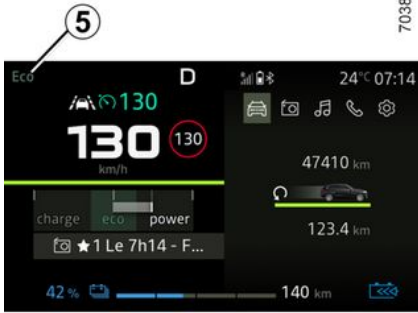 5
7038
Eco
D
24°C 07:14
130
130
130
km/h
47410 km
charge eco power
123.4 km
★1 Le 7h14 - F...
42 %
140 km